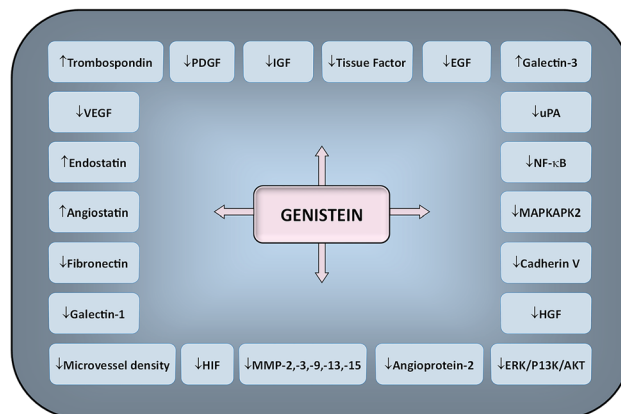 ↑Trombospondin ↓PDGF ↓IGF ↓Tissue Factor ↓EGF ↑Galectin-3
↓VEGF ↓uPA
↑Endostatin ↓NF-κB
↑Angiostatin GENISTEIN ↓MAPKAPK2
↓Fibronectin ↓Cadherin V
↓Galectin-1 ↓HGF
↓Microvessel density ↓HIF ↓MMP-2,-3,-9,-13,-15 ↓Angioprotein-2 ↓ERK/P13K/AKT